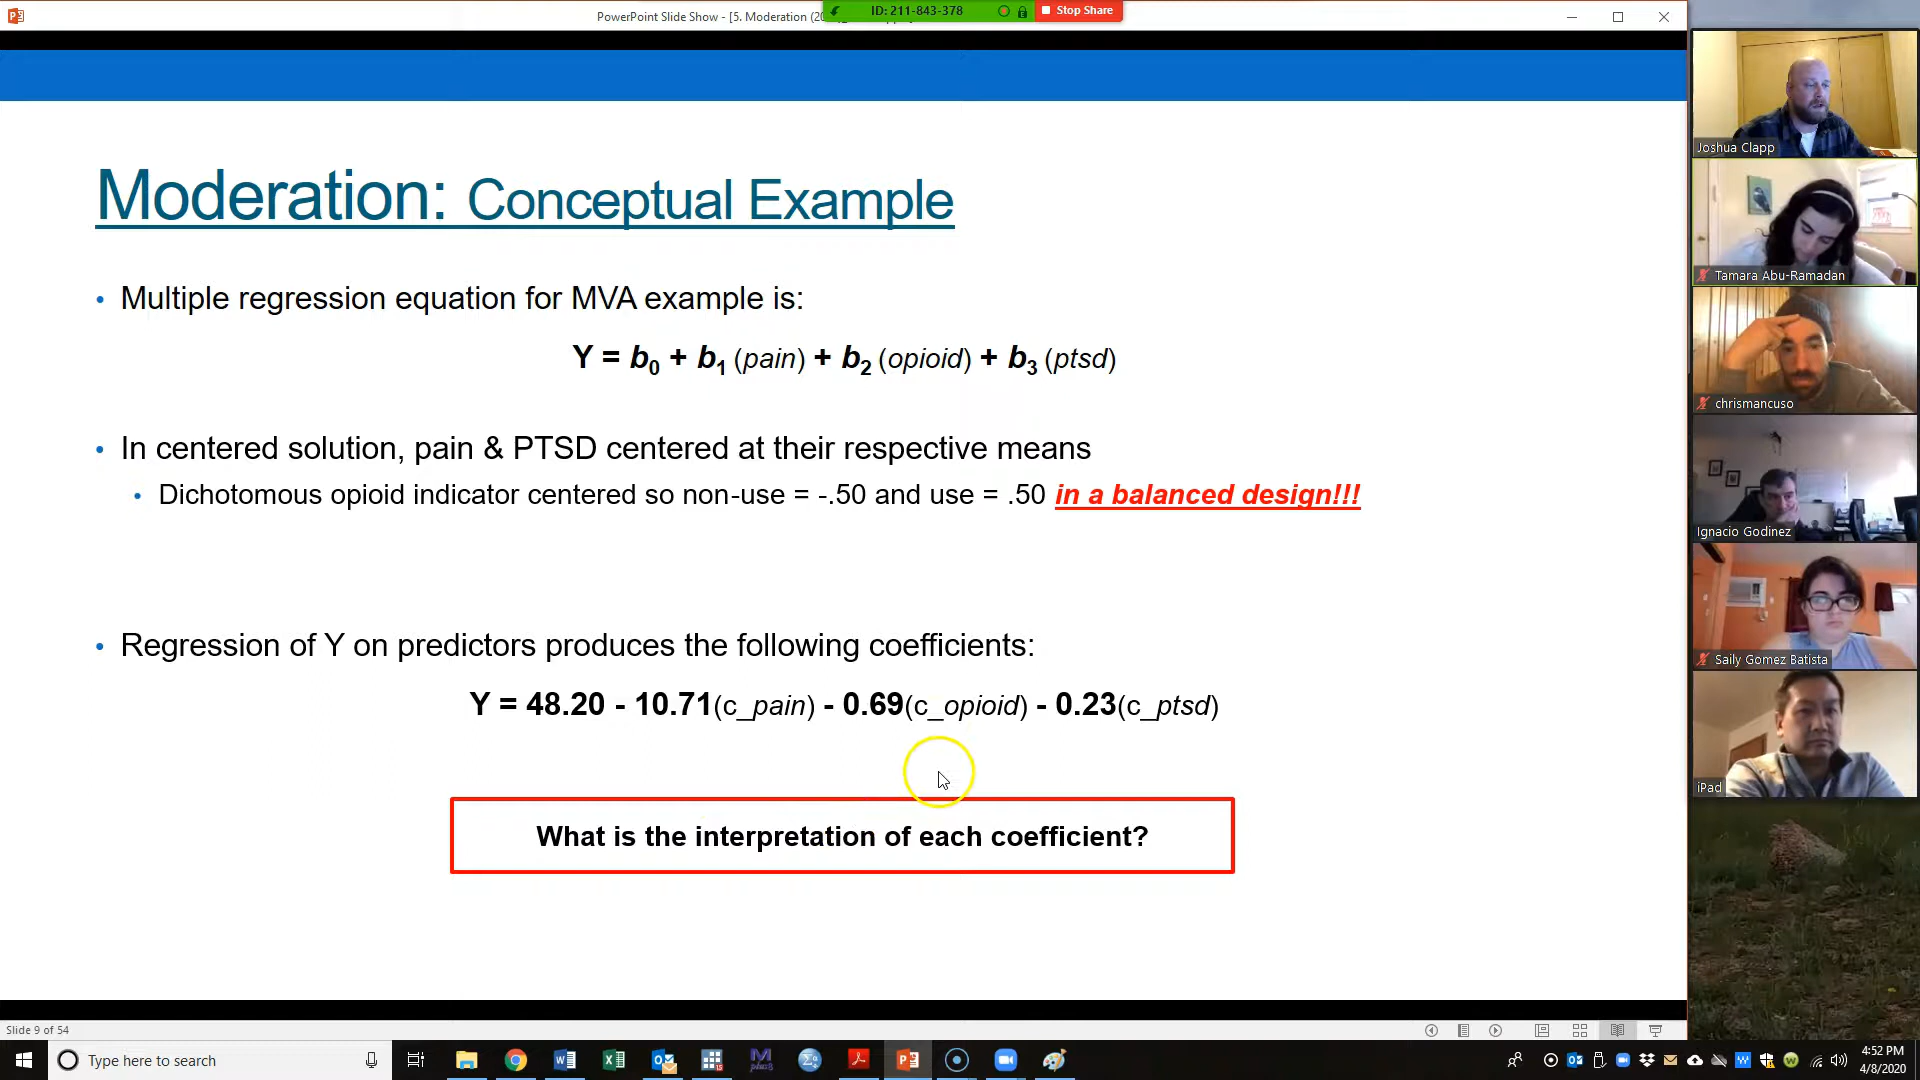 PowerPoint Slide Show - [5. Moderation (20
ID: 211-843-378
Stop Share
Moderation: Conceptual Example
• Multiple regression equation for MVA example is:
Y = b0 + b1 (pain) + b2 (opioid) + b3 (ptsd)
• In centered solution, pain & PTSD centered at their respective means
• Dichotomous opioid indicator centered so non-use = -.50 and use = .50 in a balanced design!!!
• Regression of Y on predictors produces the following coefficients:
Y = 48.20 - 10.71(c_pain) - 0.69(c_opioid) - 0.23(c_ptsd)
What is the interpretation of each coefficient?
Joshua Clapp
Tamara Abu-Ramadan
chrismancuso
Ignacio Godinez
Saily Gomez Batista
iPad
Slide 9 of 54
Type here to search
4:52 PM
4/8/2020